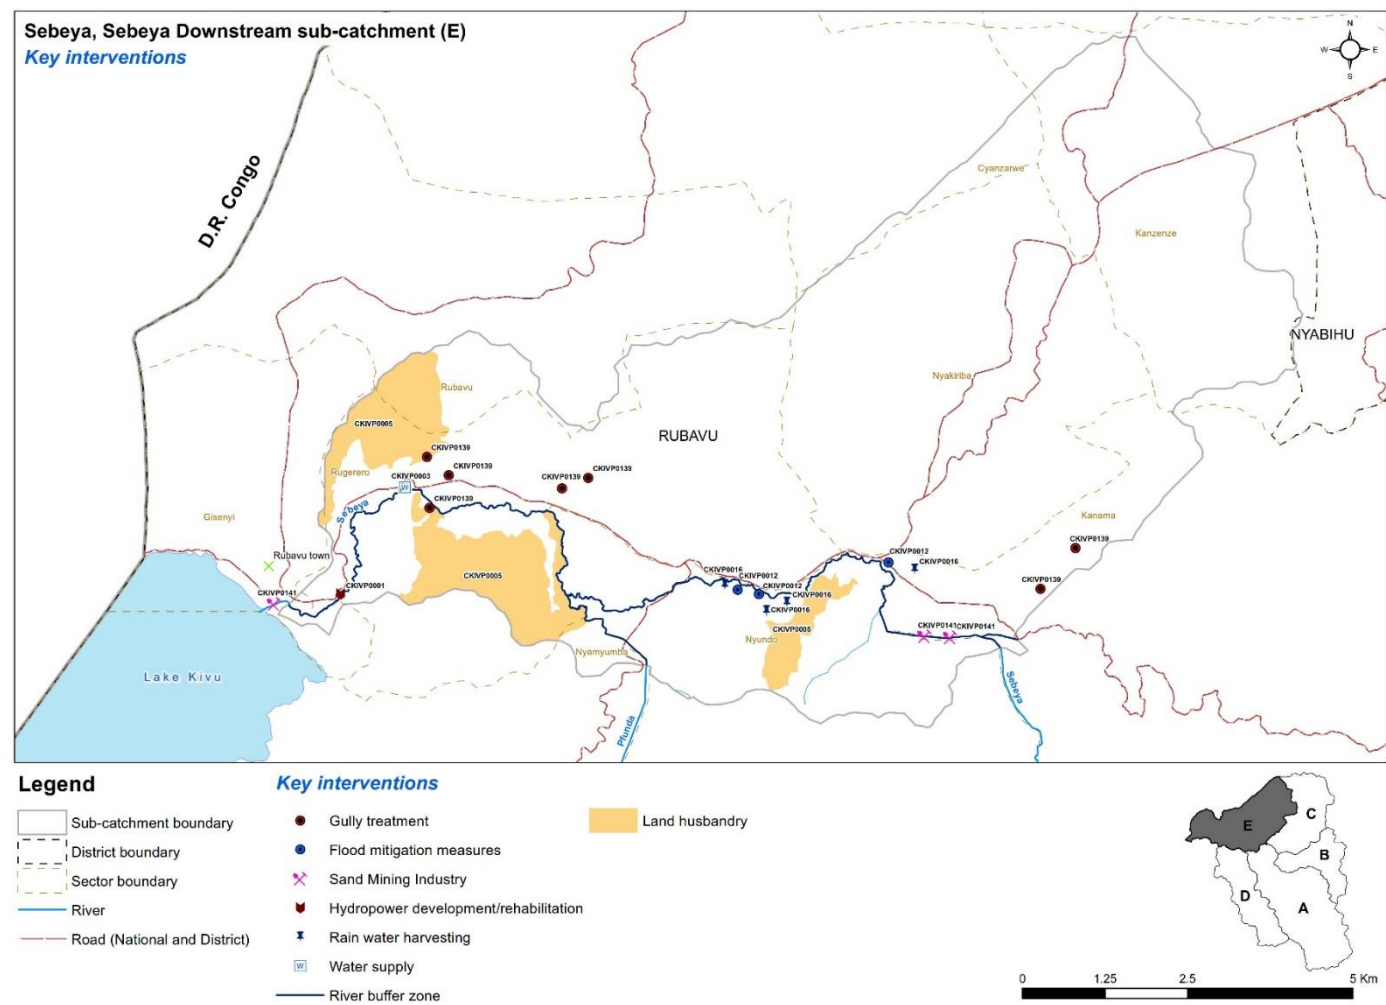 Sebeya, Sebeya Downstream sub-catchment (E)
Key interventions
N
W
E
S
D.R. Congo
Cyanzarwe
Kanzenze
NYABIHU
Rubavu
Nyakiriba
CKIVP0005
RUBAVU
CKIVP0139
Rugerero
CKIVP0139
CKIVP0139
CKIVP0003
CKIVP0139
CKIVP0139
Sebeya
Gisenyi
Kanama
CKIVP0139
Rubavu town
CKIVP0012
CKIVP0016
CKIVP0016
CKIVP0012
CKIVP0005
CKIVP0001
CKIVP0012
CKIVP0139
CKIVP0141
CKIVP0016
CKIVP0016
CKIVP0005
CKIVP0141
CKIVP0141
Nyundo
Nyamyumba
Lake Kivu
Pfunda
Sebeya
Legend
Sub-catchment boundary
District boundary
Sector boundary
River
Road (National and District)
Key interventions
Gully treatment
Flood mitigation measures
Sand Mining Industry
Hydropower development/rehabilitation
Rain water harvesting
W
Water supply
River buffer zone
Land husbandry
E
C
B
D
A
0
1.25
2.5
5 Km